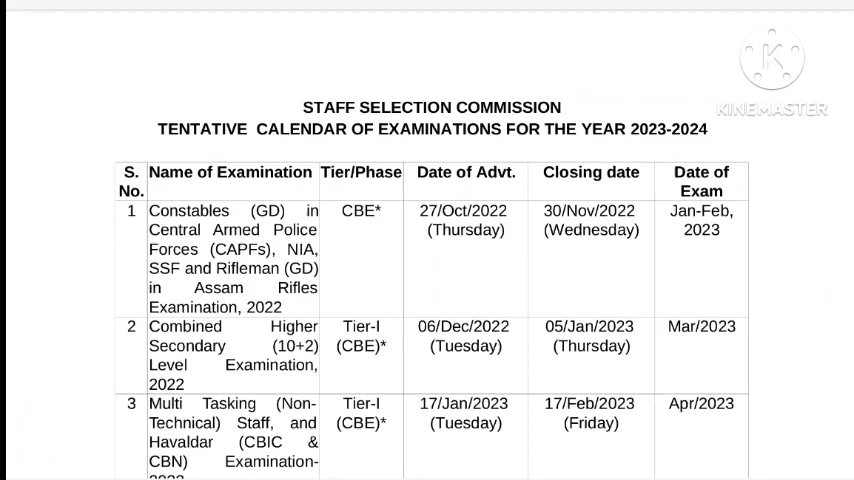 KINEMASTER
STAFF SELECTION COMMISSION
TENTATIVE CALENDAR OF EXAMINATIONS FOR THE YEAR 2023-2024
S. No. Name of Examination Tier/Phase Date of Advt. Closing date Date of Exam
1 Constables (GD) in CBE* 27/Oct/2022 30/Nov/2022 Jan-Feb,
Central Armed Police (Thursday) (Wednesday) 2023
Forces (CAPFs), NIA,
SSF and Rifleman (GD)
in Assam Rifles
Examination, 2022
2 Combined Higher Tier-I 06/Dec/2022 05/Jan/2023 Mar/2023
Secondary (10+2) (CBE)* (Tuesday) (Thursday)
Level Examination,
2022
3 Multi Tasking (Non- Tier-I 17/Jan/2023 17/Feb/2023 Apr/2023
Technical) Staff, and (CBE)* (Tuesday) (Friday)
Havaldar (CBIC &
CBN) Examination-